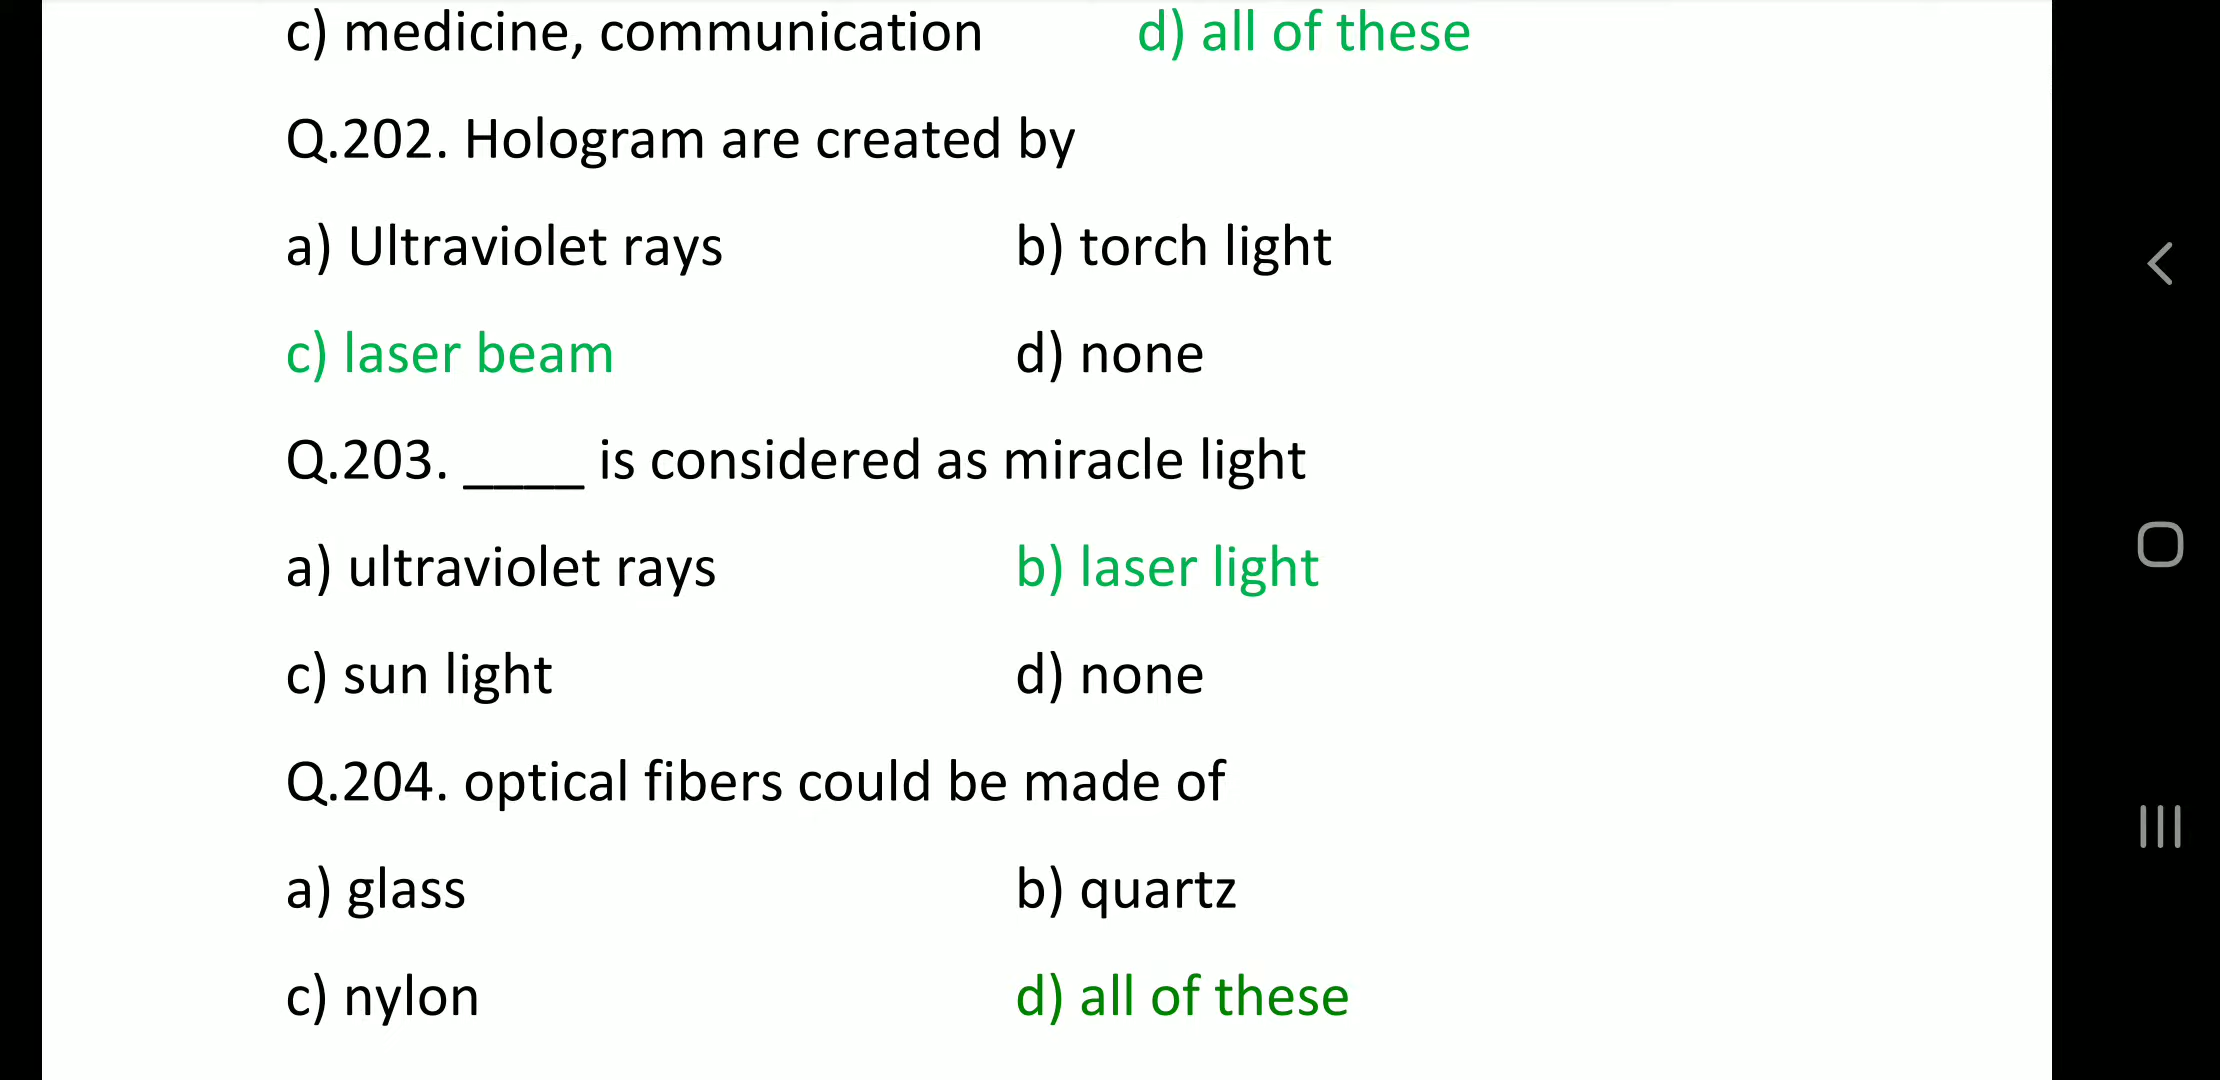 c) medicine, communication d) all of these
Q.202. Hologram are created by
a) Ultraviolet rays b) torch light
c) laser beam d) none
Q.203. ____ is considered as miracle light
a) ultraviolet rays b) laser light
c) sun light d) none
Q.204. optical fibers could be made of
a) glass b) quartz
c) nylon d) all of these